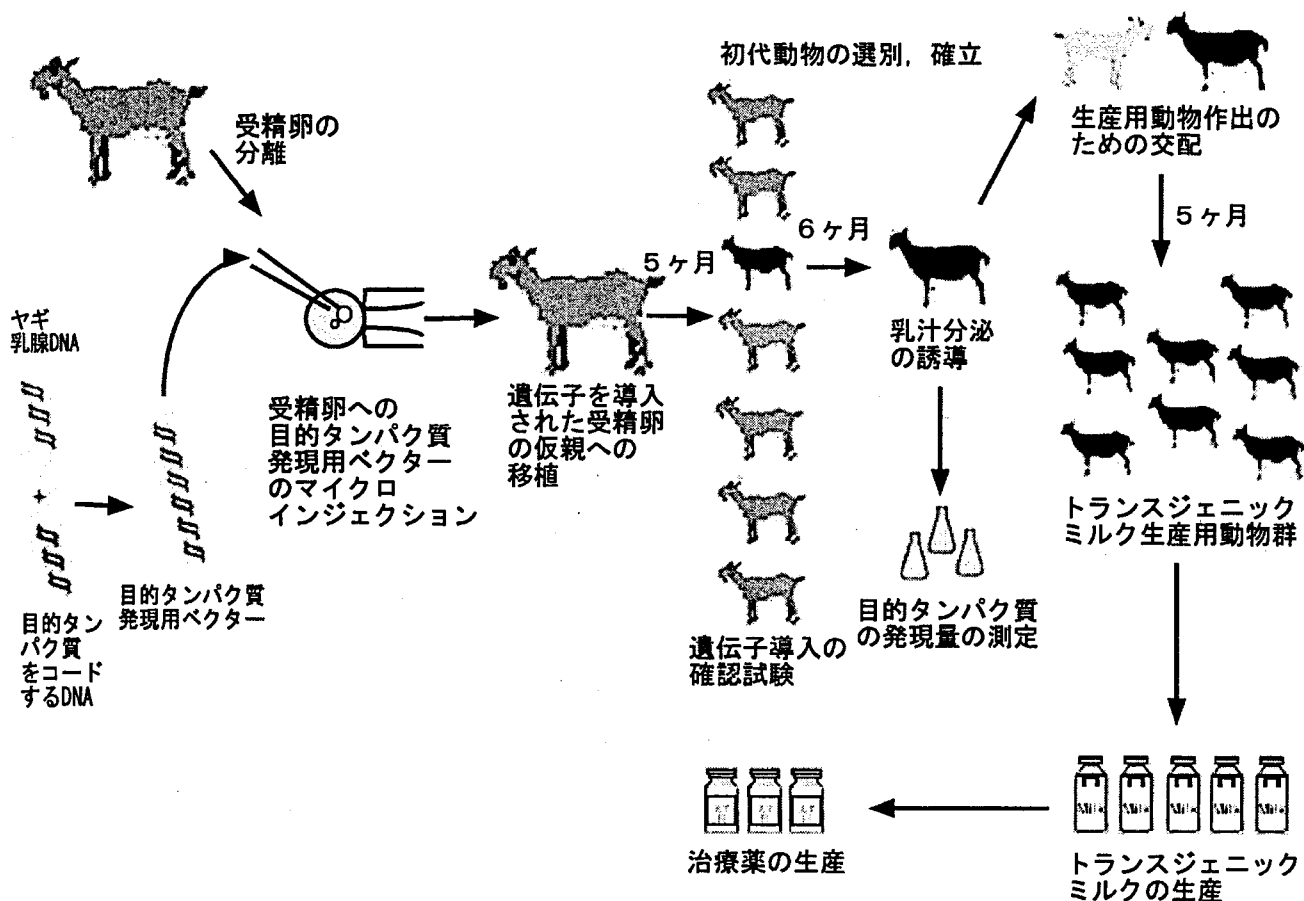 初代動物の選別，確立
受精卵の
分離
生産用動物作出の
ための交配
5ヶ月
6ヶ月
5ヶ月
ヤギ
乳腺DNA
+
目的タン
パク質
をコード
するDNA
目的タンパク質
発現用ベクター
受精卵への
目的タンパク質
発現用ベクター
のマイクロ
インジェクション
遺伝子を導入
された受精卵
の仮親への
移植
遺伝子導入の
確認試験
乳汁分泌
の誘導
目的タンパク質
の発現量の測定
トランスジェニック
ミルク生産用動物群
Milk
Milk
Milk
Milk
Milk
トランスジェニック
ミルクの生産
治療薬の生産